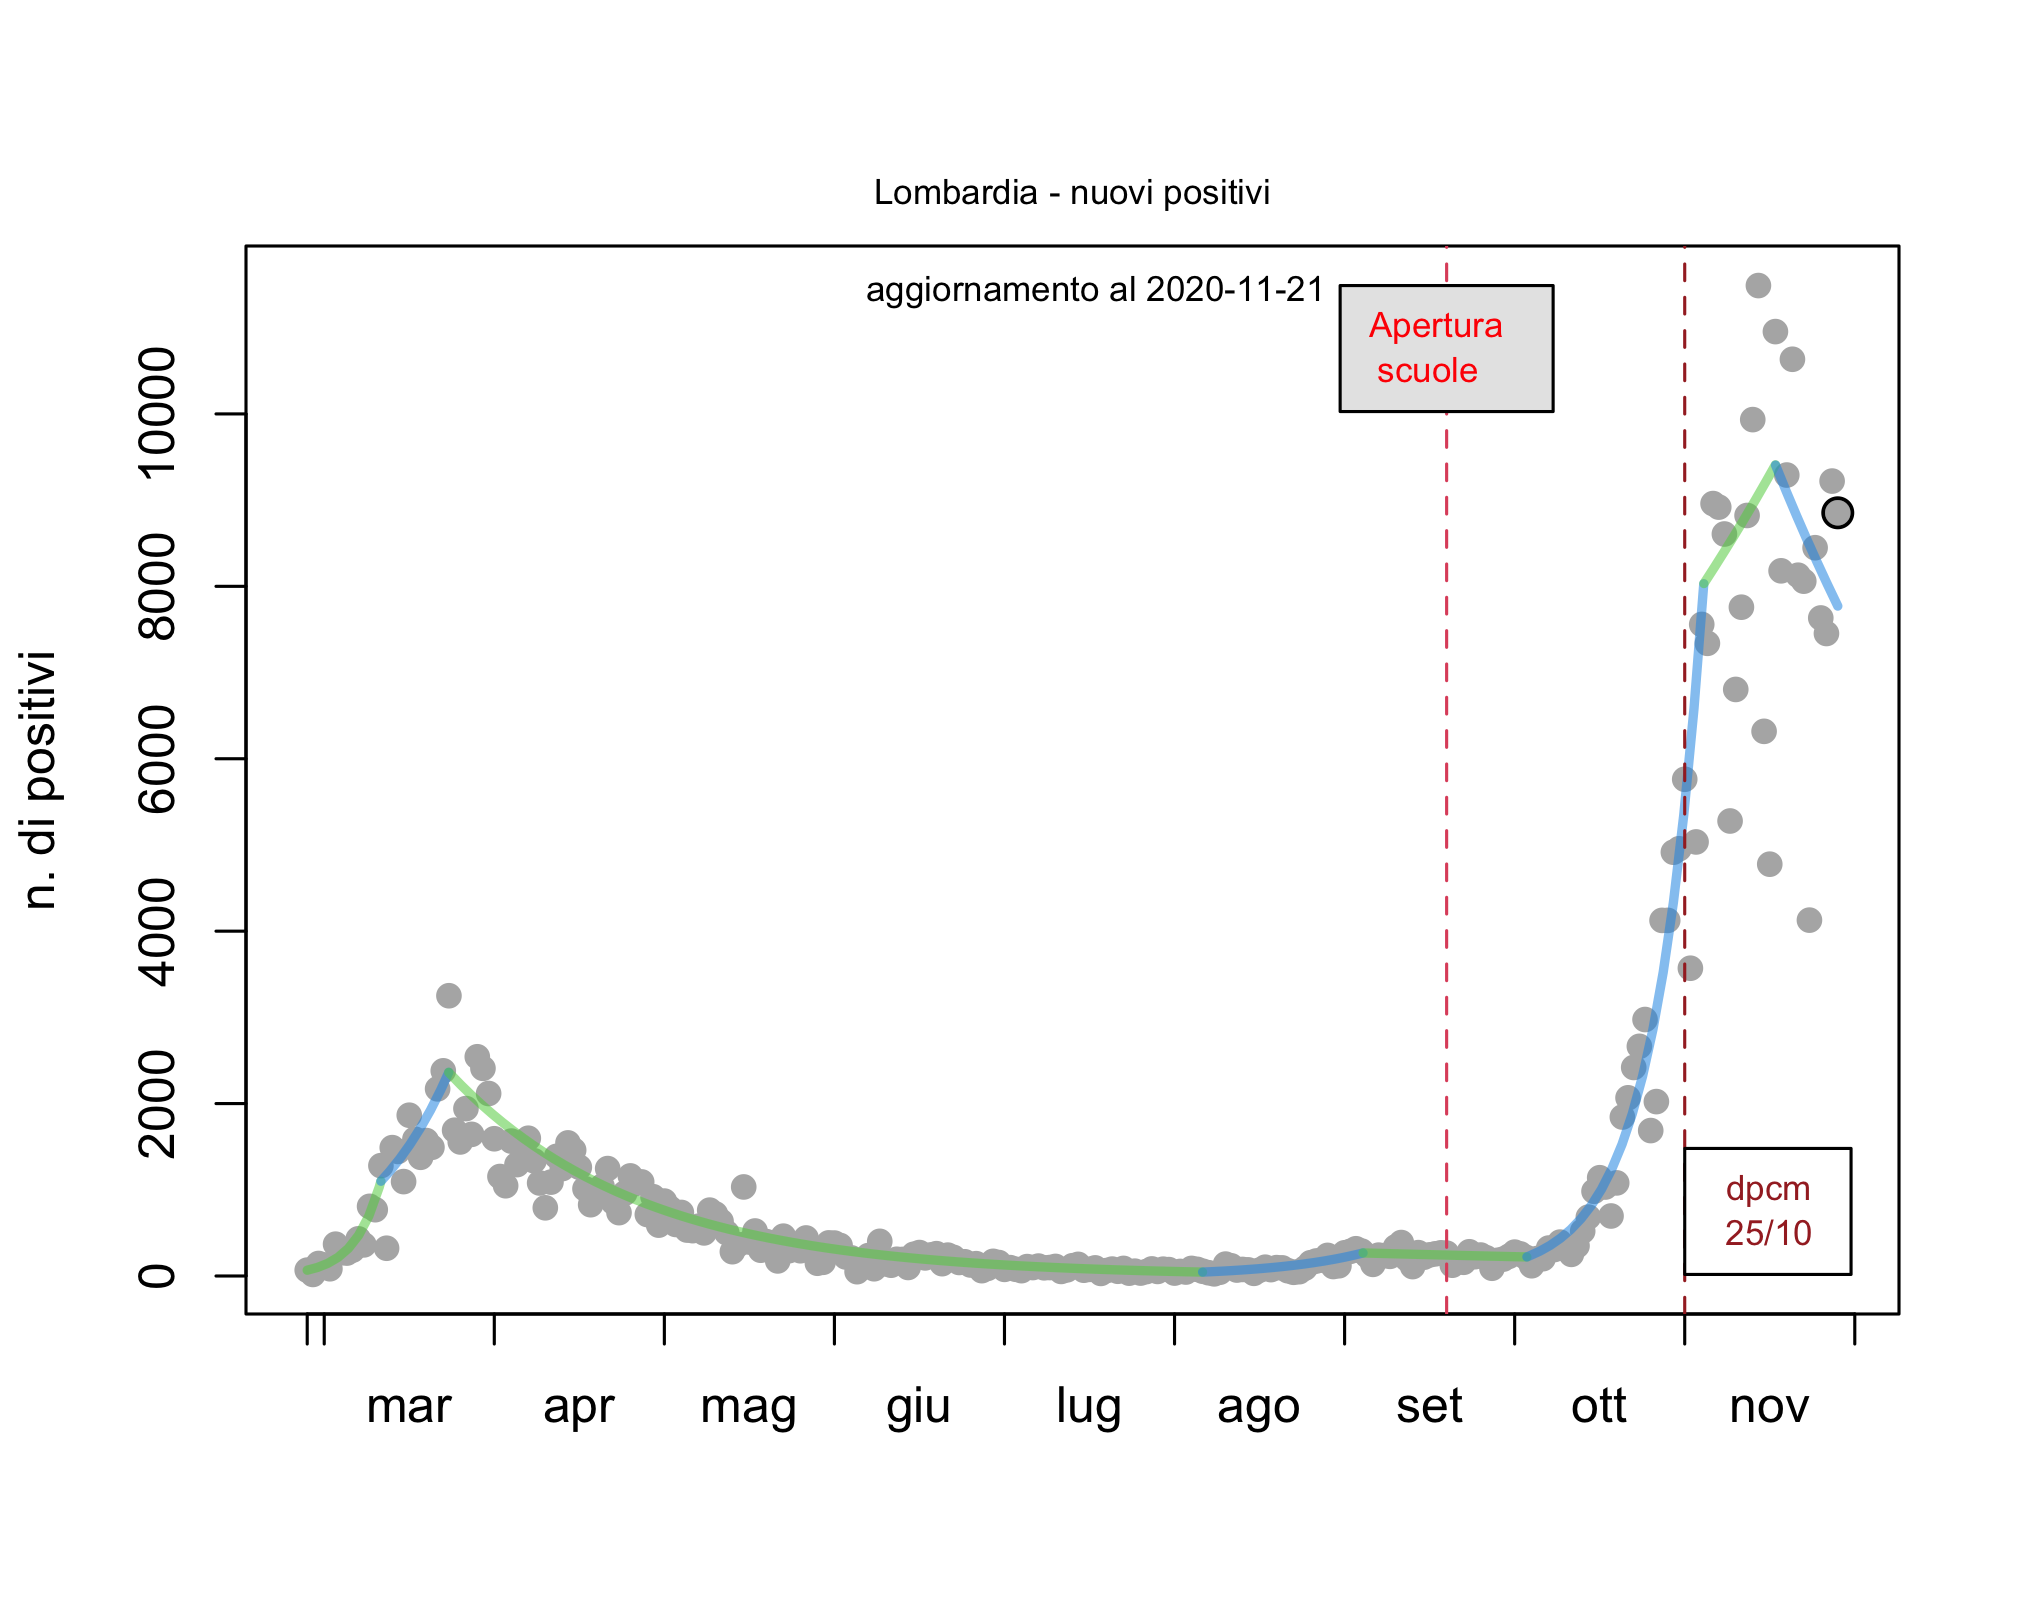 Lombardia - nuovi positivi
aggiornamento al 2020-11-21
Apertura
scuole
n. di positivi
10000
8000
6000
4000
2000
0
dpcm
25/10
mar apr mag giu lug ago set ott nov